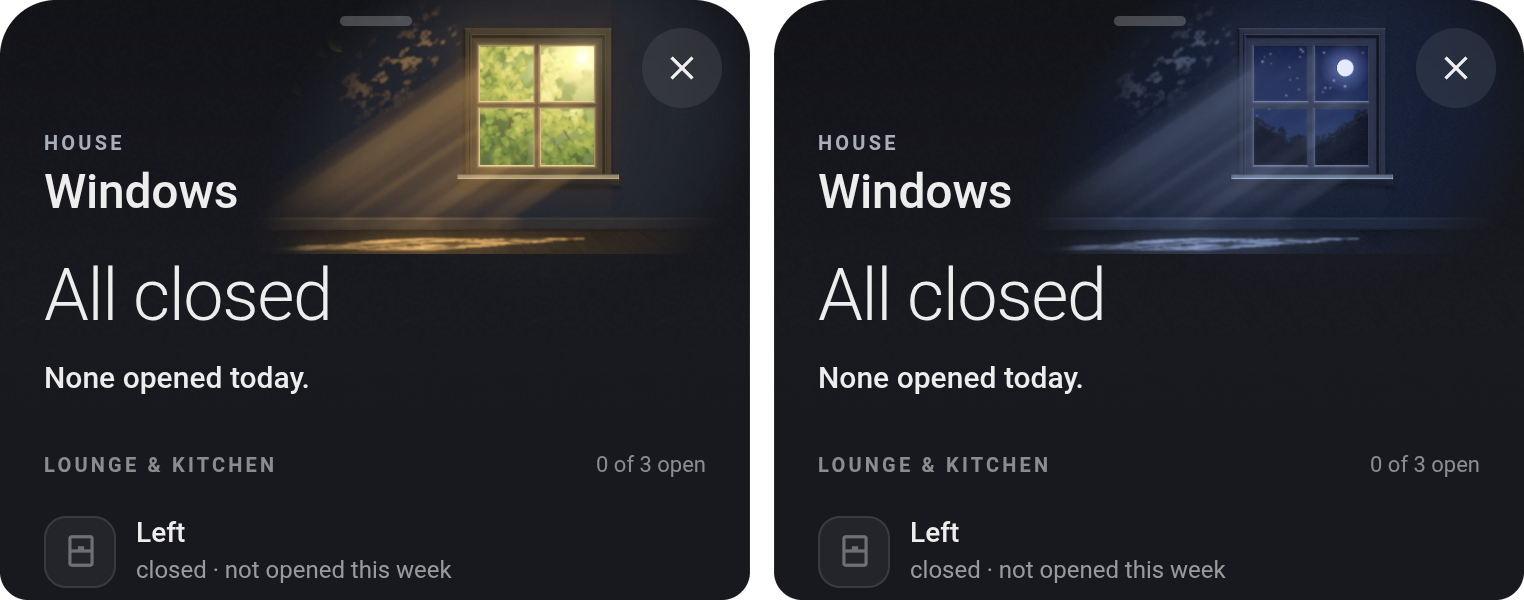 HOUSE
Windows
All closed
None opened today.
LOUNGE & KITCHEN
0 of 3 open
Left
closed · not opened this week
HOUSE
Windows
All closed
None opened today.
LOUNGE & KITCHEN
0 of 3 open
Left
closed · not opened this week